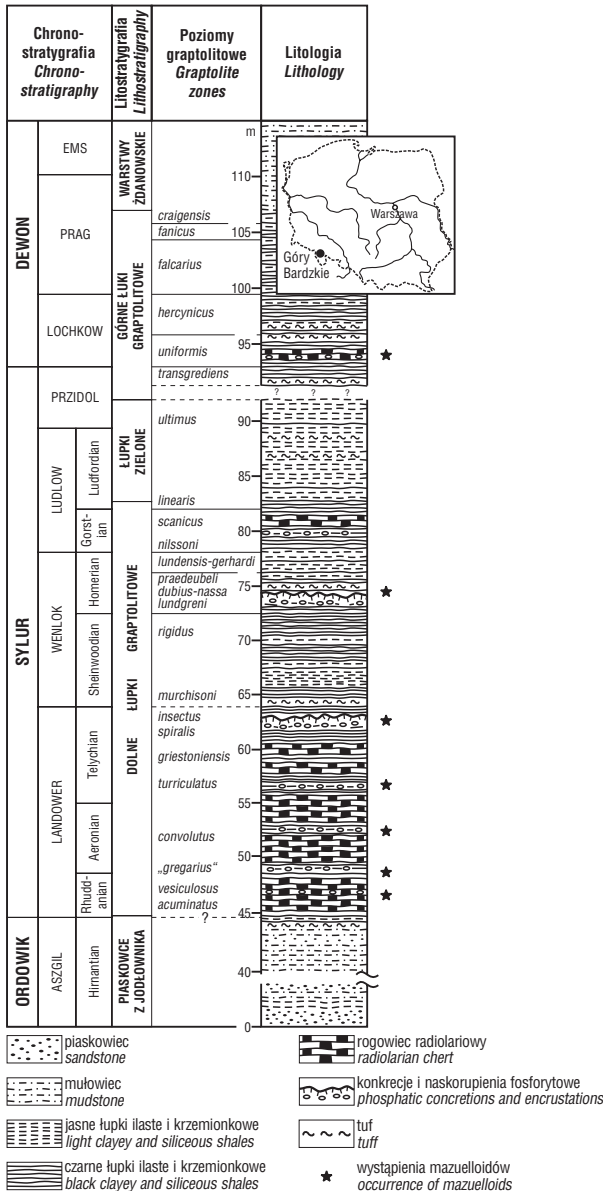 Chrono-
stratygrafia
Chrono-
stratigraphy
Litostratygrafia
Lithostratigraphy
Poziomy
graptolitowe
Graptolite
zones
Litologia
Lithology
DEWON
SYLUR
ORDOWIK
EMS
PRAG
LOCHKOW
PRZIDOL
LUDLOW
WENLOK
LANDOWER
ASZGIL
Ludfordian
Gorst-
ian
Homerian
Sheinwoodian
Telychian
Aeronian
Rhudd-
anian
Hirnantian
WARSTWY
ŻDANOWSKIE
GÓRNE ŁUKI
GRAPTOLITOWE
ŁUPKI
ZIELONE
DOLNE ŁUPKI GRAPTOLITOWE
PIASKOWCE
Z JODŁOWNIKA
craigensis
fanicus
falcarius
hercynicus
uniformis
transgrediens
ultimus
linearis
scanicus
nilssoni
lundensis-gerhardi
praedeubeli
dubius-nassa
lundgreni
rigidus
murchisoni
insectus
spiralis
griestoniensis
turriculatus
convolutus
„gregarius“
vesiculosus
acuminatus
?
m
110
105
100
95
90
85
80
75
70
65
60
55
50
45
40
0
? ? ?
Warszawa
Góry
Bardzkie
piaskowiec
sandstone
mułowiec
mudstone
jasne łupki ilaste i krzemionkowe
light clayey and siliceous shales
czarne łupki ilaste i krzemionkowe
black clayey and siliceous shales
rogowiec radiolariowy
radiolarian chert
konkrecje i naskorupienia fosforytowe
phosphatic concretions and encrustations
tuf
tuff
wystąpienia mazuelloidów
occurrence of mazuelloids